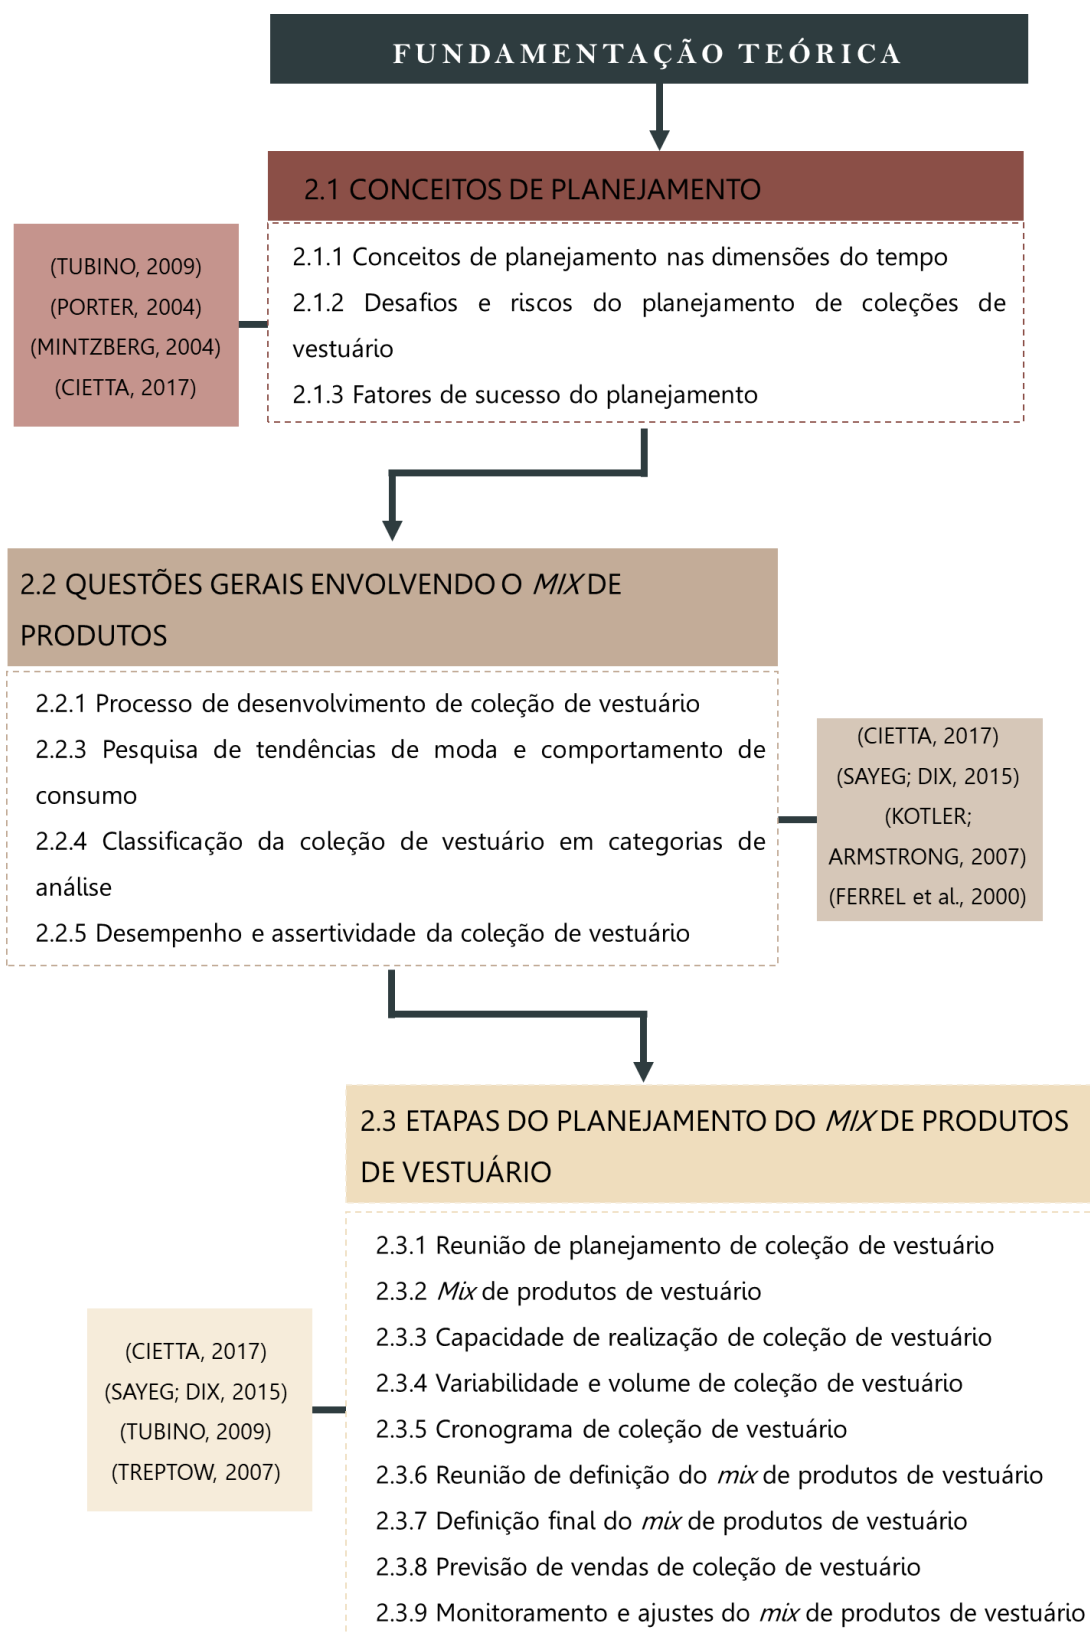 FUNDAMENTAÇÃO TEÓRICA
2.1 CONCEITOS DE PLANEJAMENTO
(TUBINO, 2009)
(PORTER, 2004)
(MINTZBERG, 2004)
(CIETTA, 2017)
2.1.1 Conceitos de planejamento nas dimensões do tempo
2.1.2 Desafios e riscos do planejamento de coleções de
vestuário
2.1.3 Fatores de sucesso do planejamento
2.2 QUESTÕES GERAIS ENVOLVENDO O MIX DE
PRODUTOS
2.2.1 Processo de desenvolvimento de coleção de vestuário
2.2.3 Pesquisa de tendências de moda e comportamento de
consumo
2.2.4 Classificação da coleção de vestuário em categorias de
análise
2.2.5 Desempenho e assertividade da coleção de vestuário
(CIETTA, 2017)
(SAYEG; DIX, 2015)
(KOTLER;
ARMSTRONG, 2007)
(FERREL et al., 2000)
2.3 ETAPAS DO PLANEJAMENTO DO MIX DE PRODUTOS
DE VESTUÁRIO
(CIETTA, 2017)
(SAYEG; DIX, 2015)
(TUBINO, 2009)
(TREPTOW, 2007)
2.3.1 Reunião de planejamento de coleção de vestuário
2.3.2 Mix de produtos de vestuário
2.3.3 Capacidade de realização de coleção de vestuário
2.3.4 Variabilidade e volume de coleção de vestuário
2.3.5 Cronograma de coleção de vestuário
2.3.6 Reunião de definição do mix de produtos de vestuário
2.3.7 Definição final do mix de produtos de vestuário
2.3.8 Previsão de vendas de coleção de vestuário
2.3.9 Monitoramento e ajustes do mix de produtos de vestuário